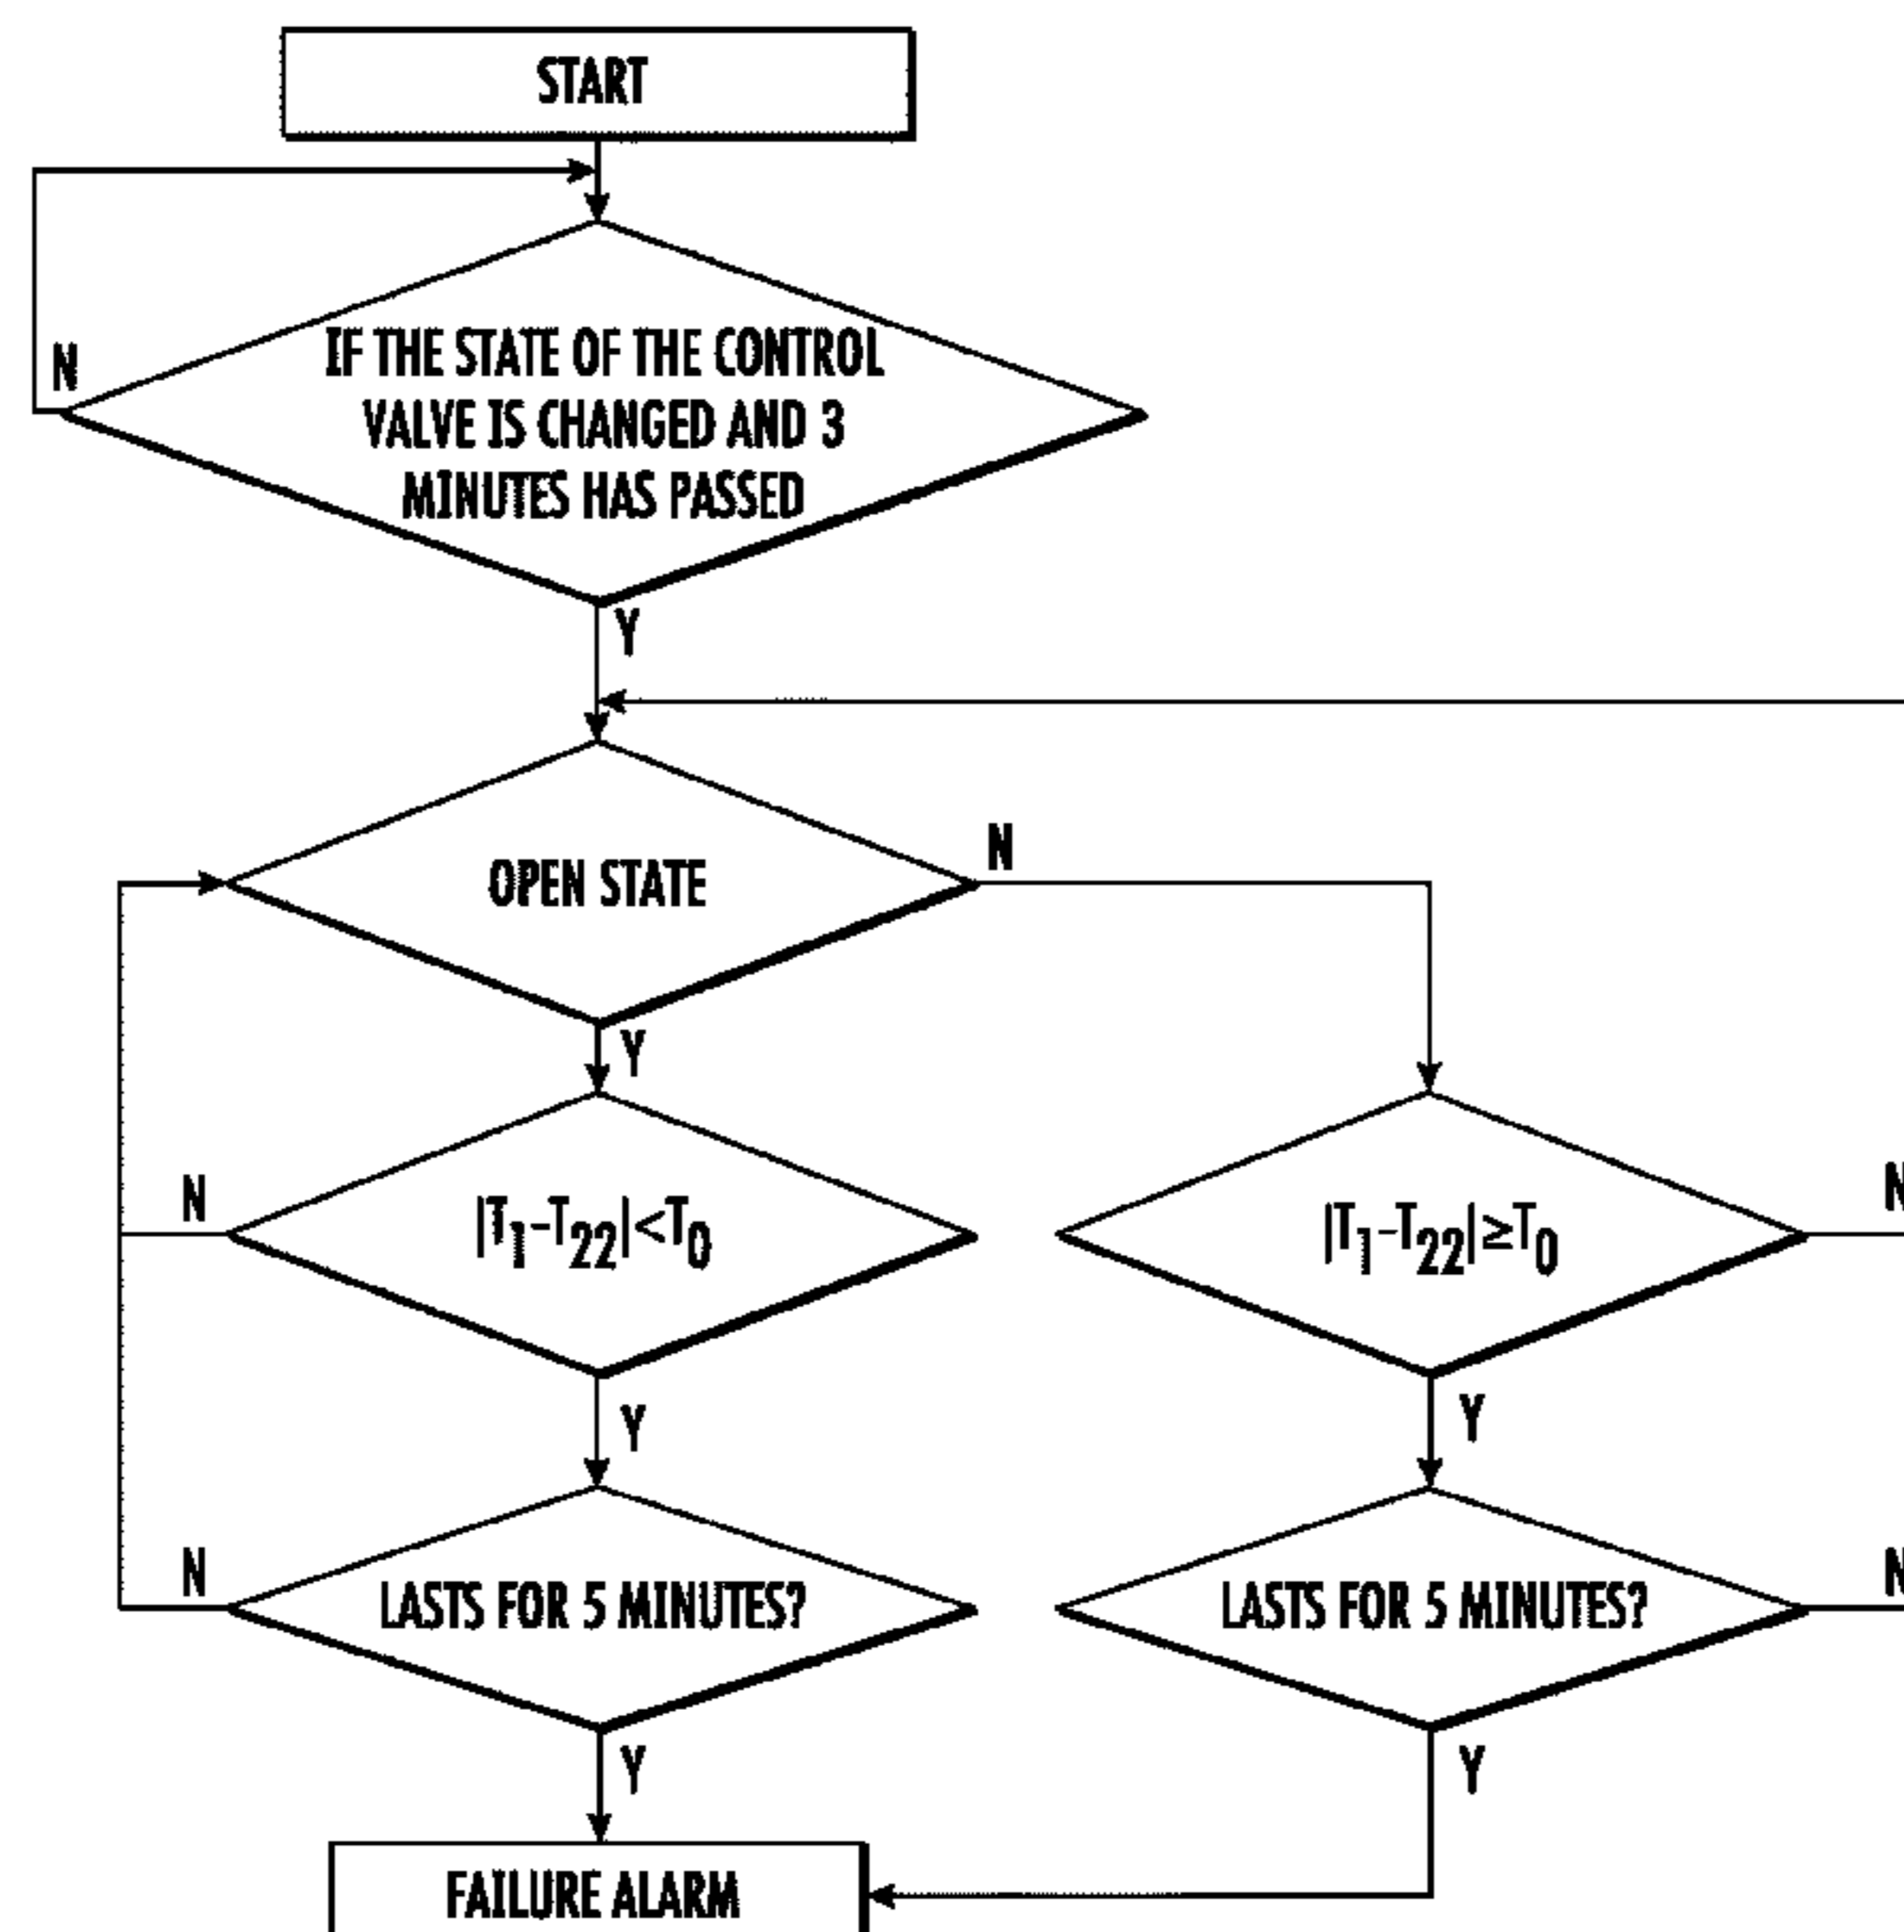 START
N
IF THE STATE OF THE CONTROL
VALVE IS CHANGED AND 3
MINUTES HAS PASSED
Y
N
OPEN STATE
Y
N
|T₁-T₂₂|<T₀
|T₁-T₂₂|≥T₀
N
Y
Y
N
LASTS FOR 5 MINUTES?
LASTS FOR 5 MINUTES?
N
Y
Y
FAILURE ALARM